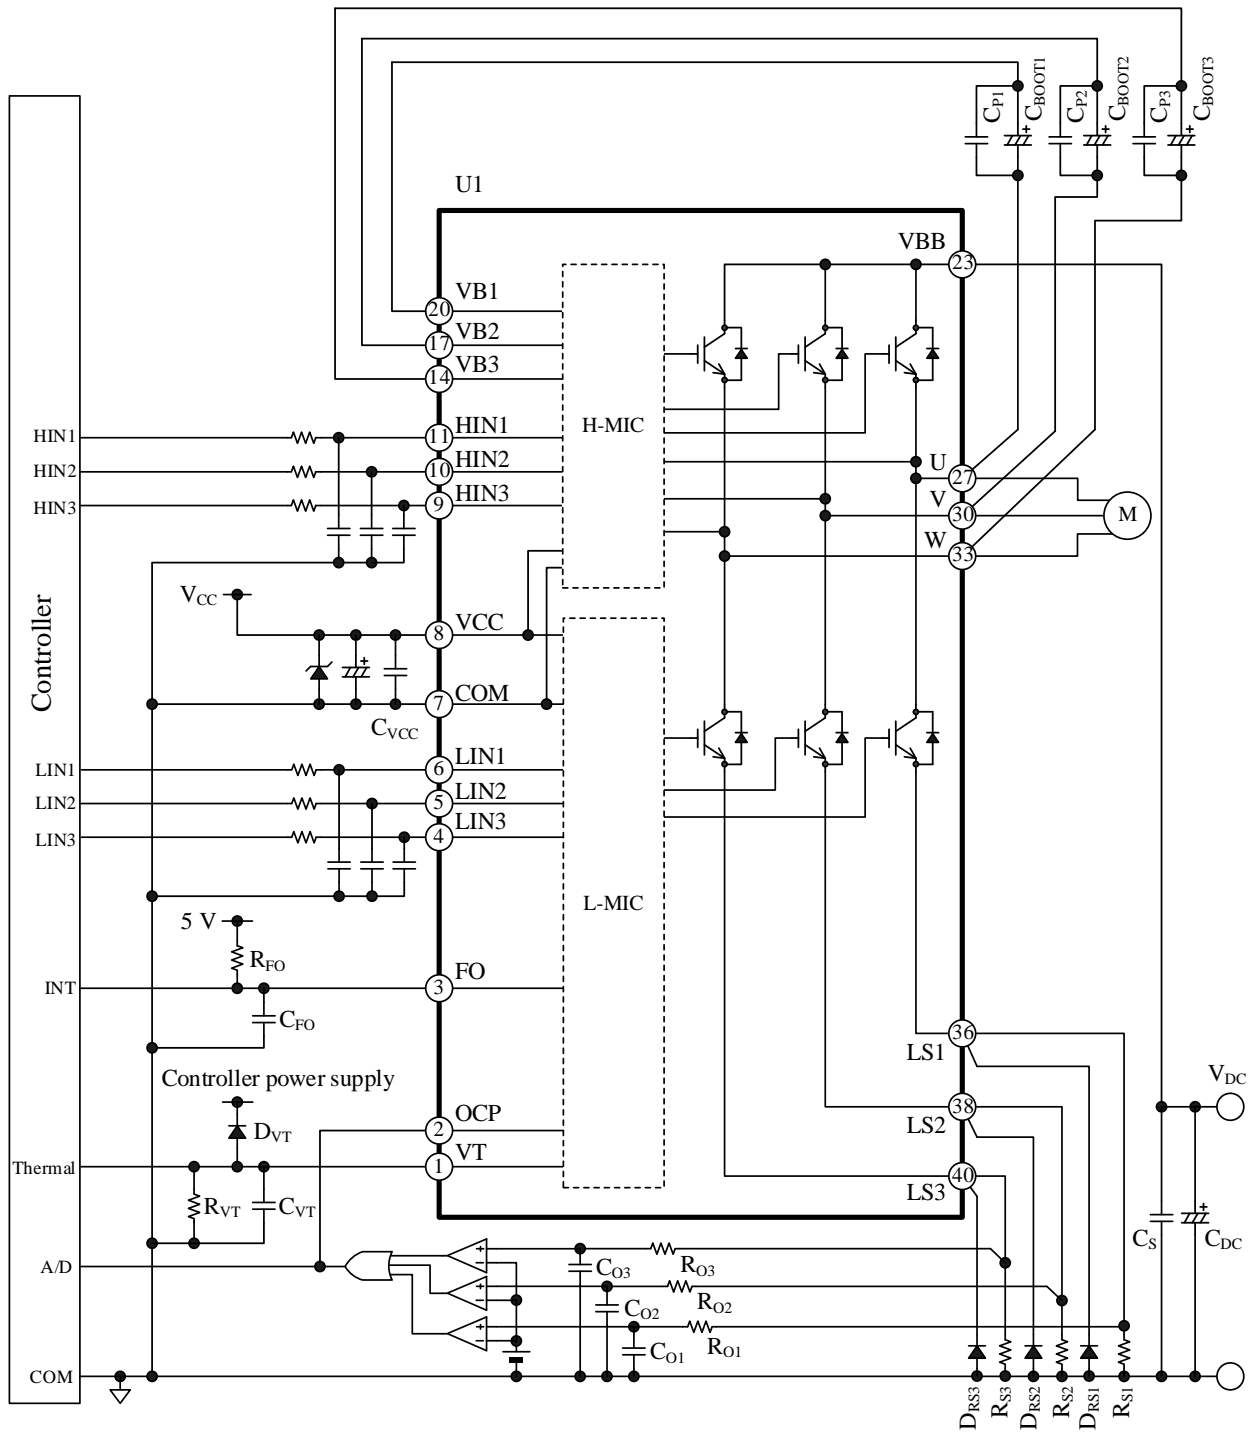 CP1
CBOOT1
CP2
CBOOT2
CP3
CBOOT3
U1
VBB
23
VB1
20
VB2
17
VB3
14
HIN1
HIN1
11
HIN2
HIN2
10
HIN3
HIN3
9
H-MIC
U
27
V
30
W
33
M
VCC
VCC
8
Controller
COM
7
CVCC
LIN1
LIN1
6
LIN2
LIN2
5
LIN3
LIN3
4
L-MIC
5 V
RFO
INT
FO
3
CFO
36
LS1
Controller power supply
VDC
38
LS2
OCP
2
DVT
VT
Thermal
1
40
LS3
RVT
CVT
CS
CDC
A/D
CO3
RO3
CO2
RO2
CO1
RO1
COM
DRS3
RS3
DRS2
RS2
DRS1
RS1